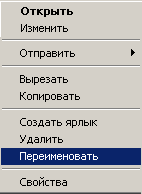 Открыть
Изменить
Отправить
Вырезать
Копировать
Создать ярлык
Удалить
Переименовать
Свойства